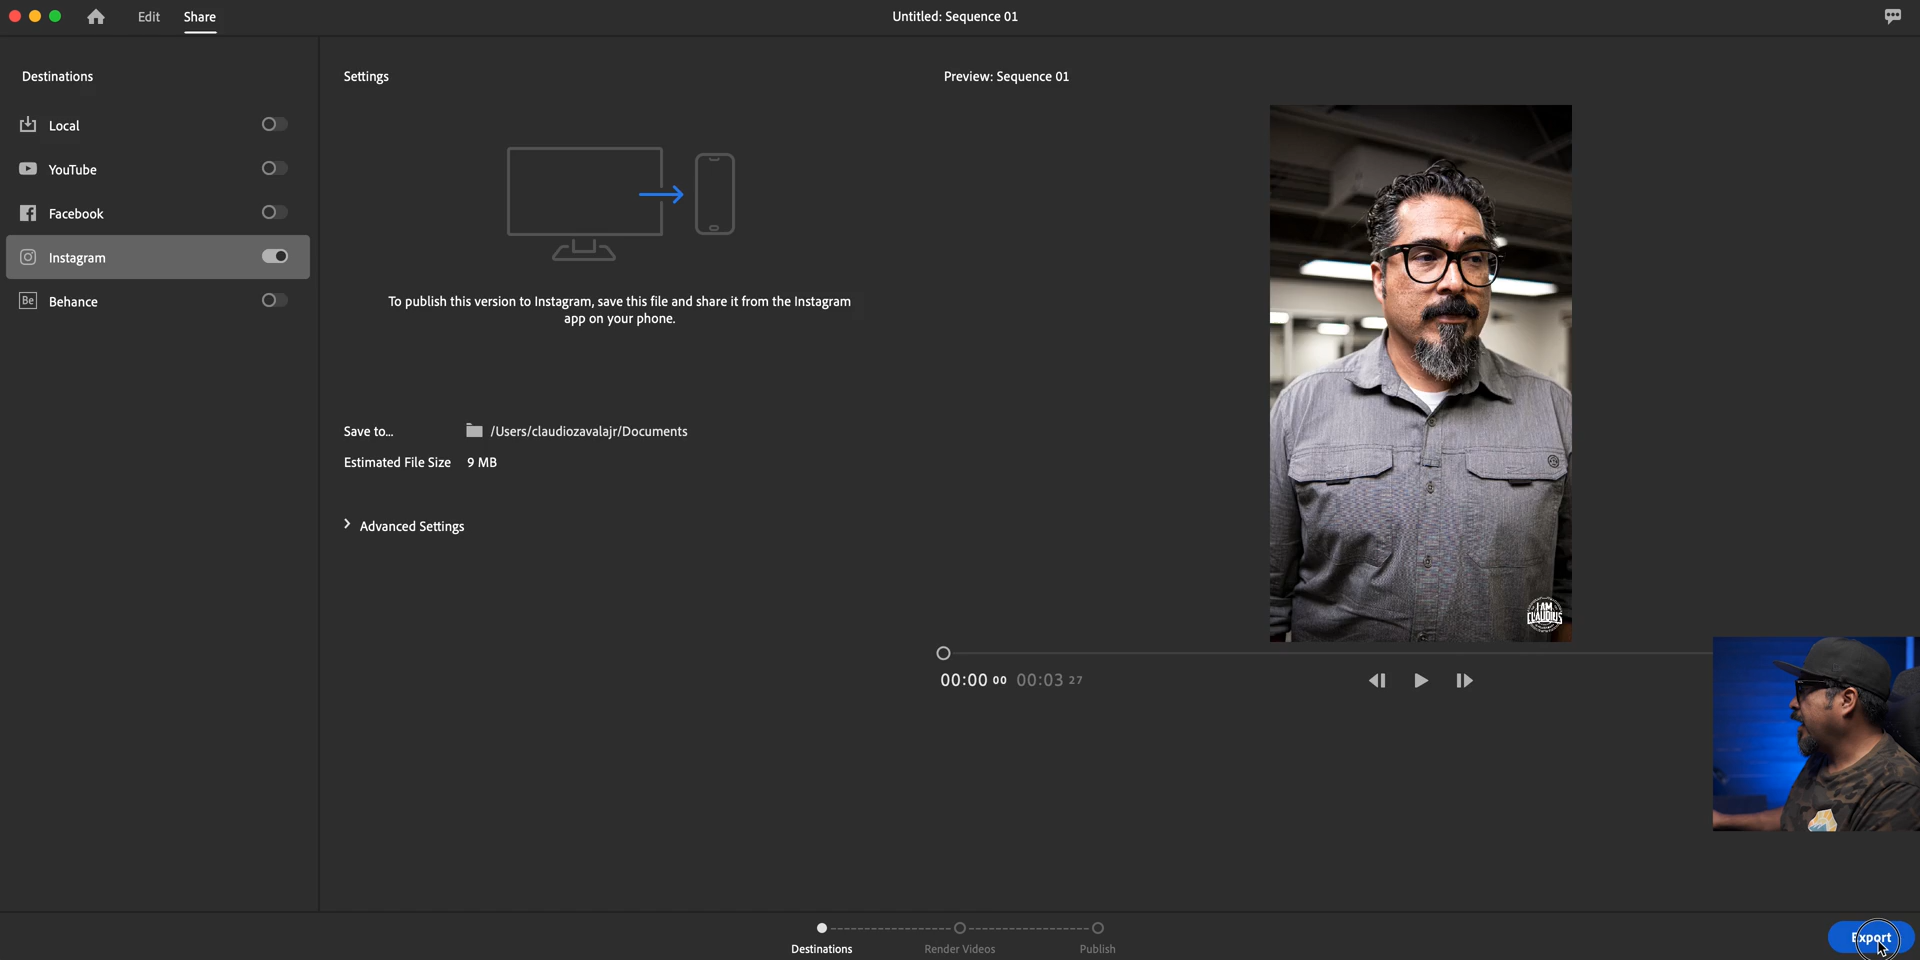 Edit
Share
Untitled: Sequence 01
Destinations
Local
YouTube
Facebook
Instagram
Be Behance
Settings
To publish this version to Instagram, save this file and share it from the Instagram
app on your phone.
Save to...
/Users/claudiozavalajr/Documents
Estimated File Size 9 MB
Advanced Settings
Preview: Sequence 01
I AM
CLAUDIUS
00:00 00 00:03 27
Destinations
Render Videos
Publish
Export